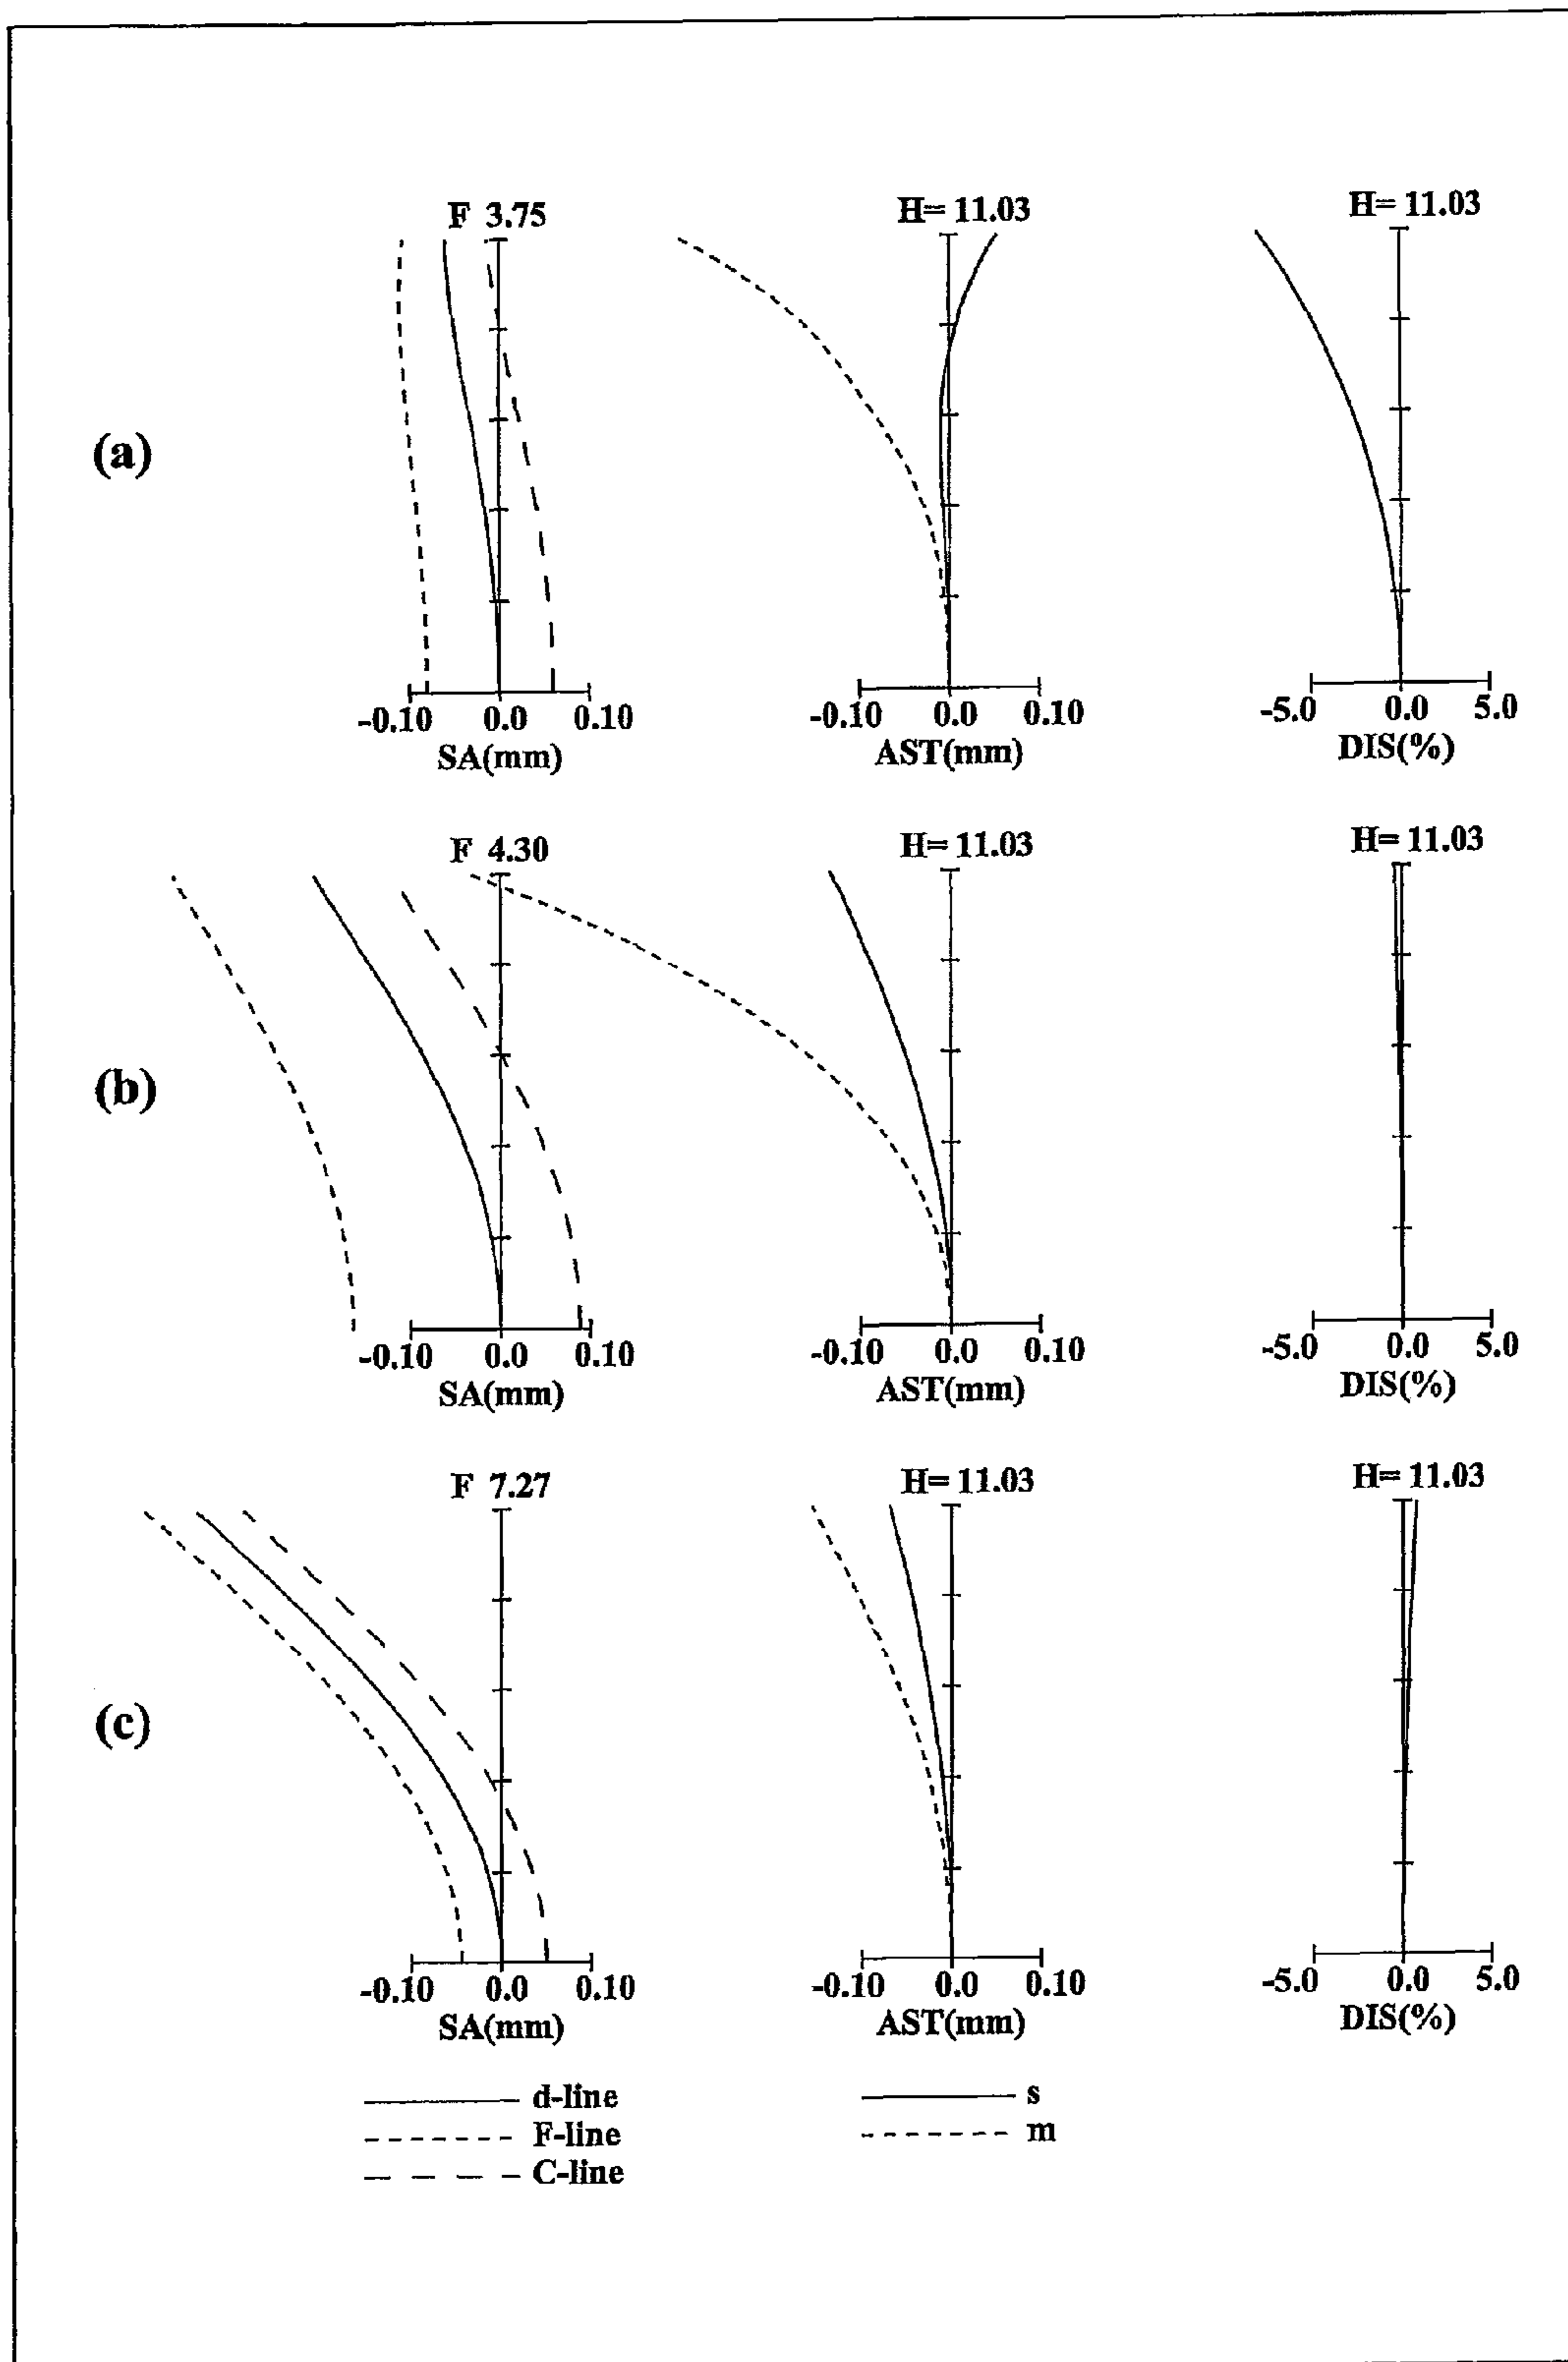 F 3.75 H= 11.03 H= 11.03
(a)
-0.10 0.0 0.10 -0.10 0.0 0.10 -5.0 0.0 5.0
SA(mm) AST(mm) DIS(%)
F 4.30 H= 11.03 H= 11.03
(b)
-0.10 0.0 0.10 -0.10 0.0 0.10 -5.0 0.0 5.0
SA(mm) AST(mm) DIS(%)
F 7.27 H= 11.03 H= 11.03
(c)
-0.10 0.0 0.10 -0.10 0.0 0.10 -5.0 0.0 5.0
SA(mm) AST(mm) DIS(%)
d-line s
F-line m
C-line